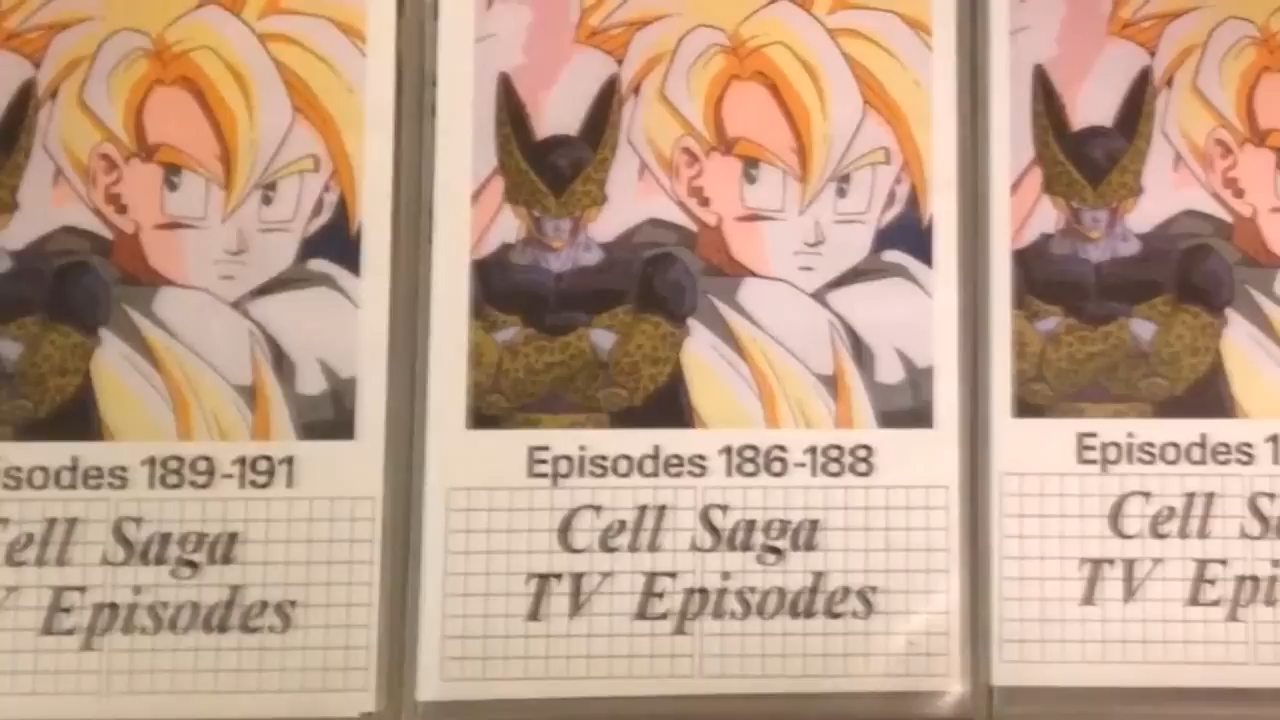 sodes 189-191
ell Saga
Episodes
Episodes 186-188
Cell Saga
TV Episodes
Episodes 1
Cell S
TV Epi